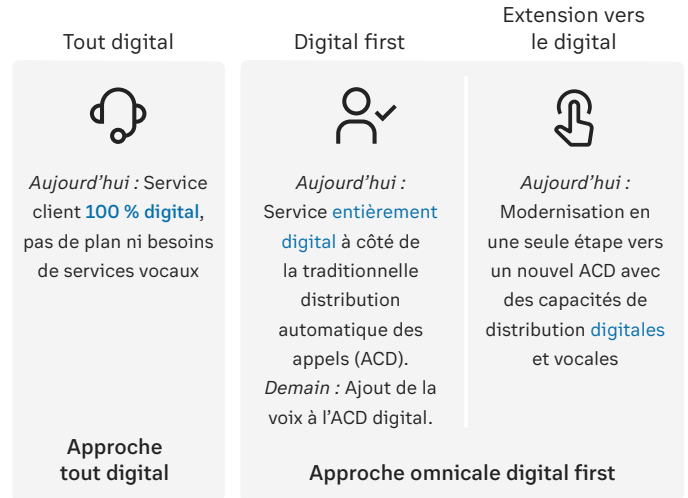 Tout digital
Aujourd’hui : Service
client 100 % digital,
pas de plan ni besoins
de services vocaux
Approche
tout digital
Digital first
Aujourd’hui :
Service entièrement
digital à côté de
la traditionnelle
distribution
automatique des
appels (ACD).
Demain : Ajout de la
voix à l’ACD digital.
Extension vers
le digital
Aujourd’hui :
Modernisation en
une seule étape vers
un nouvel ACD avec
des capacités de
distribution digitales
et vocales
Approche omnicale digital first